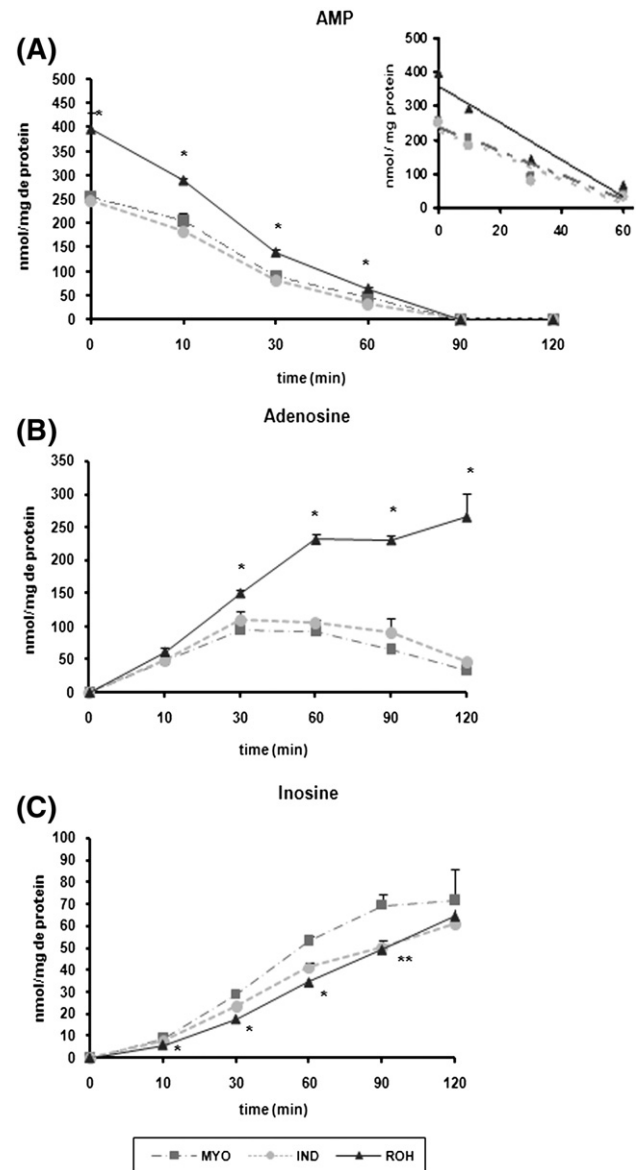 AMP
(A)
nmol/mg de protein
500
450
400
350
300
250
200
150
100
50
0
*
*
*
*
0 10 30 60 90 120
time (min)
nmol/ mg protein
500
400
300
200
100
0
0 20 40 60
(B)
Adenosine
nmol/mg de protein
350
300
250
200
150
100
50
0
*
*
*
*
0 10 30 60 90 120
time (min)
Inosine
(C)
nmol/mg de protein
100
90
80
70
60
50
40
30
20
10
0
*
*
*
**
0 10 30 60 90 120
time (min)
MYO IND ROH